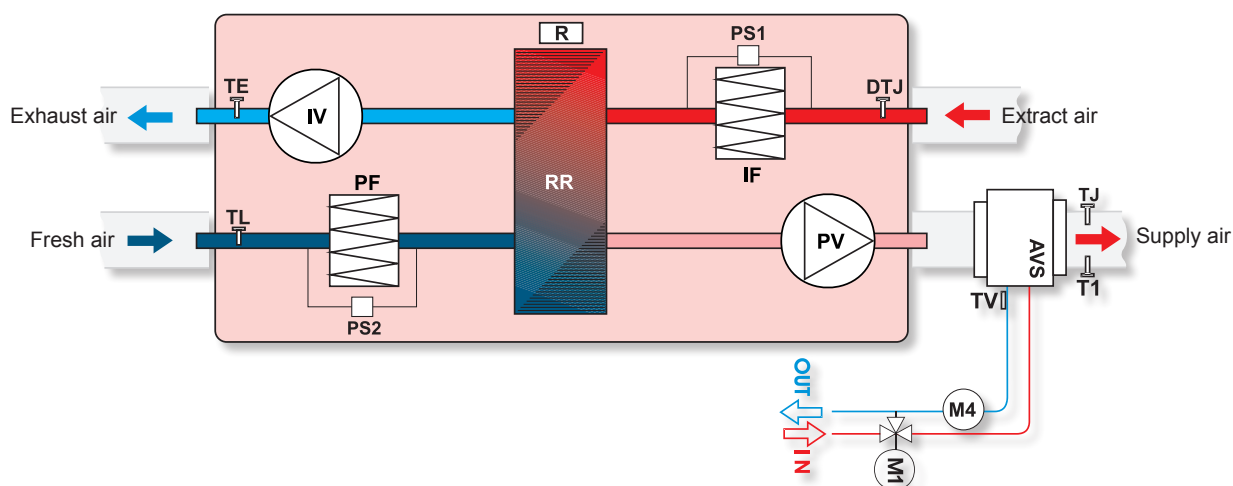 R
PS1
TE
DTJ
Exhaust air
IV
Extract air
IF
PF
RR
TL
TJ
Fresh air
PV
AVS
Supply air
T1
TV
PS2
OUT
M4
IN
M1